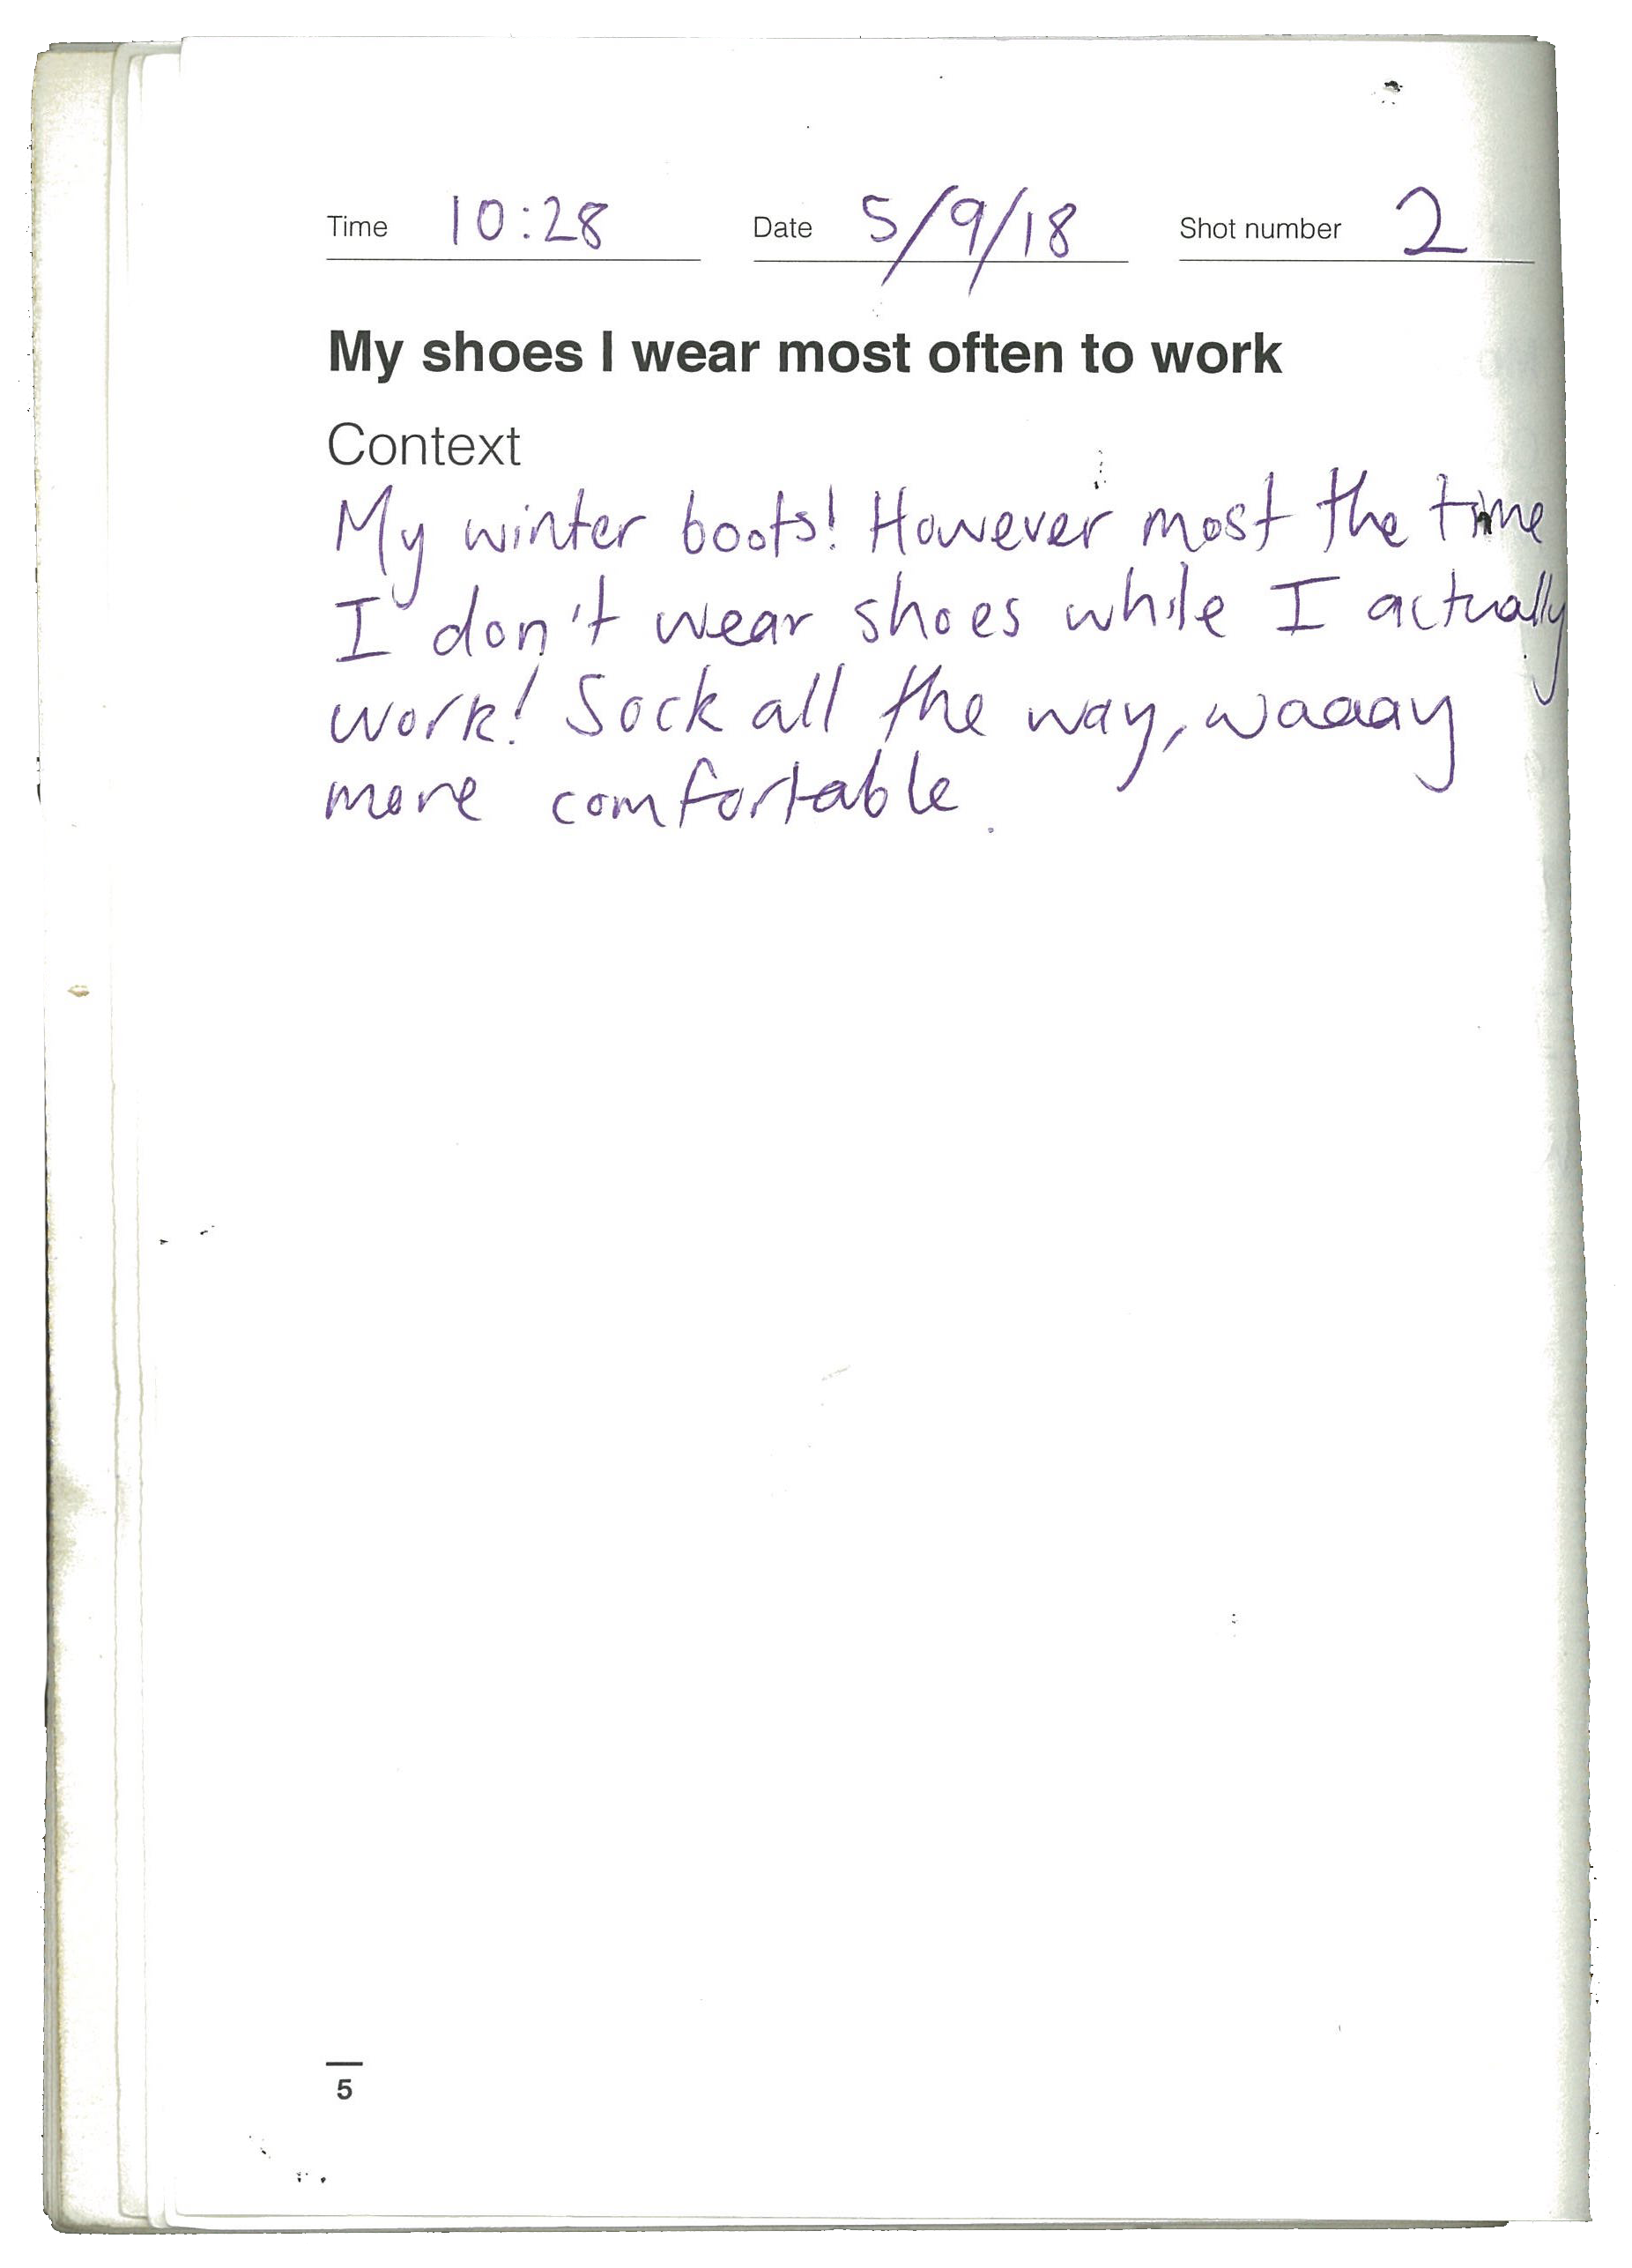 Time 10:28 Date 5/9/18 Shot number 2
My shoes I wear most often to work
Context
My winter boots! However most the time
I don't wear shoes while I actually
work! Sock all the way, waaay
more comfortable.
5